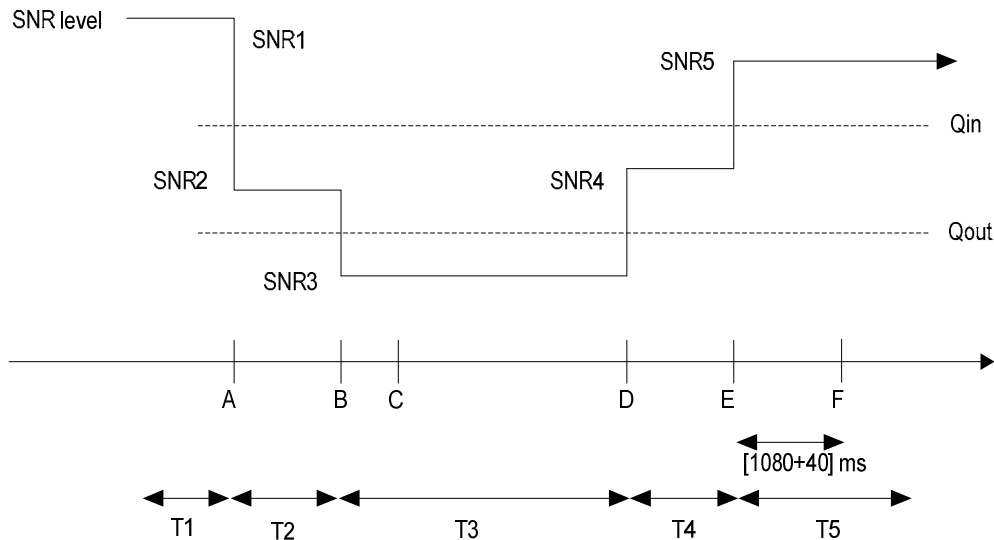 SNR level
SNR1
SNR5
Qin
SNR2
SNR4
Qout
SNR3
A
B
C
D
E
F
[1080+40] ms
T1
T2
T3
T4
T5